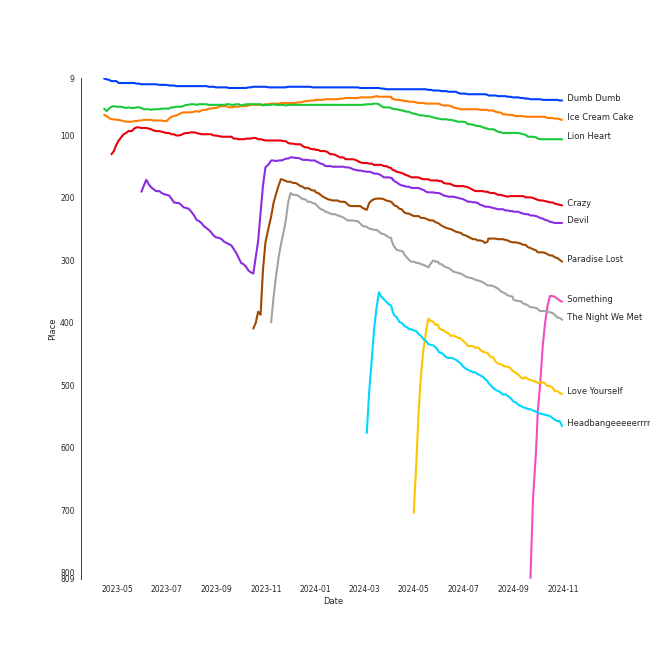 9
100
200
300
400
500
600
700
800
809
Place
2023-05
2023-07
2023-09
2023-11
2024-01
2024-03
2024-05
2024-07
2024-09
2024-11
Date
Dumb Dumb
Ice Cream Cake
Lion Heart
Crazy
Devil
Paradise Lost
Something
The Night We Met
Love Yourself
Headbangeeeeerrrr